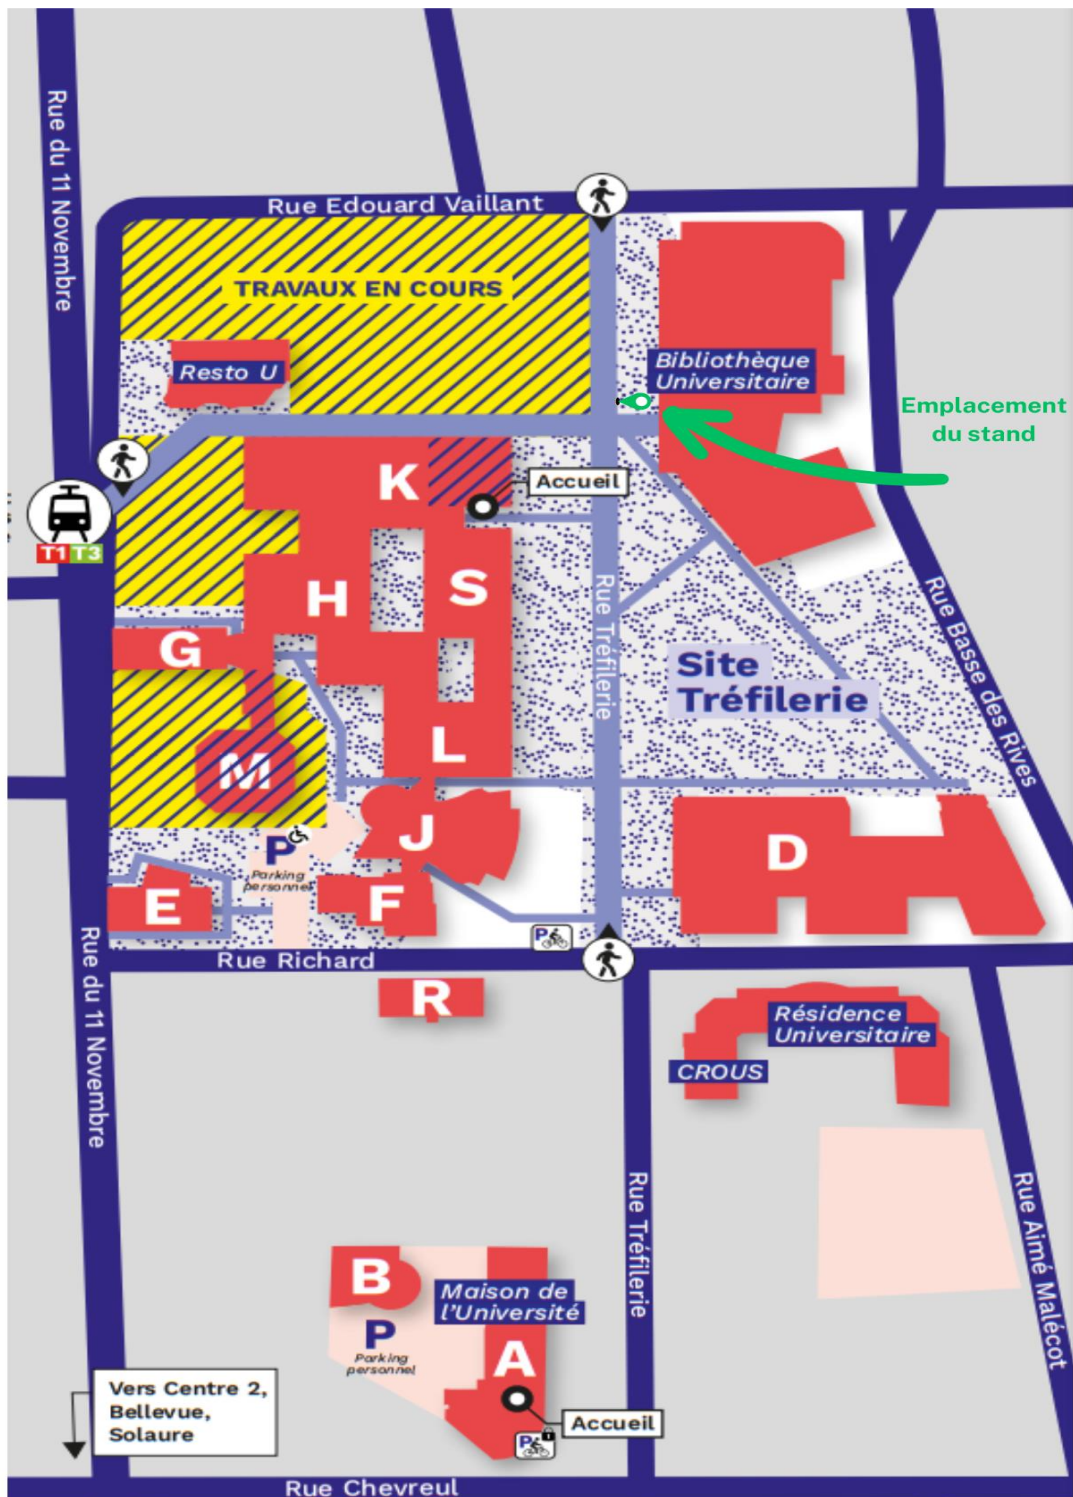 Rue du 11 Novembre
Rue Edouard Vaillant
TRAVAUX EN COURS
Resto U
Bibliothèque
Universitaire
Emplacement
du stand
K
Accueil
T1 T3
H
S
G
Rue Tréfilerie
Rue Basse des Rives
Site
Tréfilerie
L
M
J
D
P
Parking
personnel
E
F
P
Rue du 11 Novembre
Rue Richard
R
Résidence
Universitaire
CROUS
Rue Tréfilerie
Rue Aimé Malécot
B
Maison de
l'Université
P
Parking
personnel
A
Vers Centre 2,
Bellevue,
Solaure
Accueil
P
Rue Chevreul